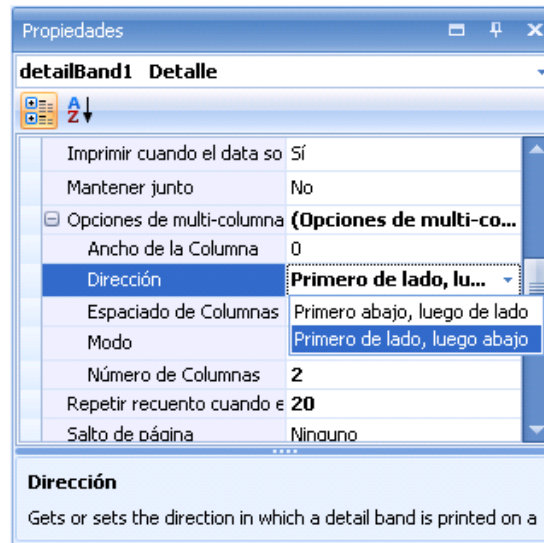 Propiedades
detailBand1 Detalle
Imprimir cuando el data so Sí
Mantener junto No
Opciones de multi-columna (Opciones de multi-co...
Ancho de la Columna 0
Dirección Primero de lado, lu...
Espaciado de Columnas Primero abajo, luego de lado
Modo Primero de lado, luego abajo
Número de Columnas 2
Repetir recuento cuando e 20
Salto de página Ninguno
Dirección
Gets or sets the direction in which a detail band is printed on a